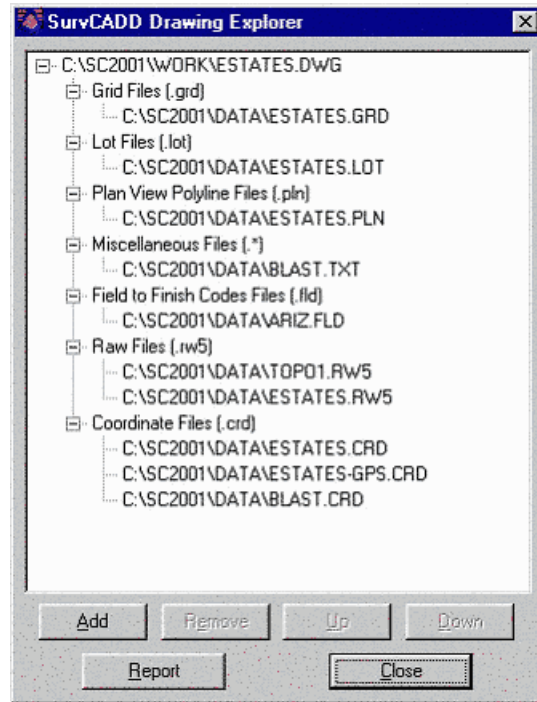 SurvCADD Drawing Explorer
C:\SC2001\WORK\ESTATES.DWG
Grid Files (.grd)
C:\SC2001\DATA\ESTATES.GRD
Lot Files (.lot)
C:\SC2001\DATA\ESTATES.LOT
Plan View Polyline Files (.pln)
C:\SC2001\DATA\ESTATES.PLN
Miscellaneous Files (.*)
C:\SC2001\DATA\BLAST.TXT
Field to Finish Codes Files (.fld)
C:\SC2001\DATA\ARIZ.FLD
Raw Files (.rw5)
C:\SC2001\DATA\TOPO1.RW5
C:\SC2001\DATA\ESTATES.RW5
Coordinate Files (.crd)
C:\SC2001\DATA\ESTATES.CRD
C:\SC2001\DATA\ESTATES-GPS.CRD
C:\SC2001\DATA\BLAST.CRD
Add Remove Up Down
Report Close